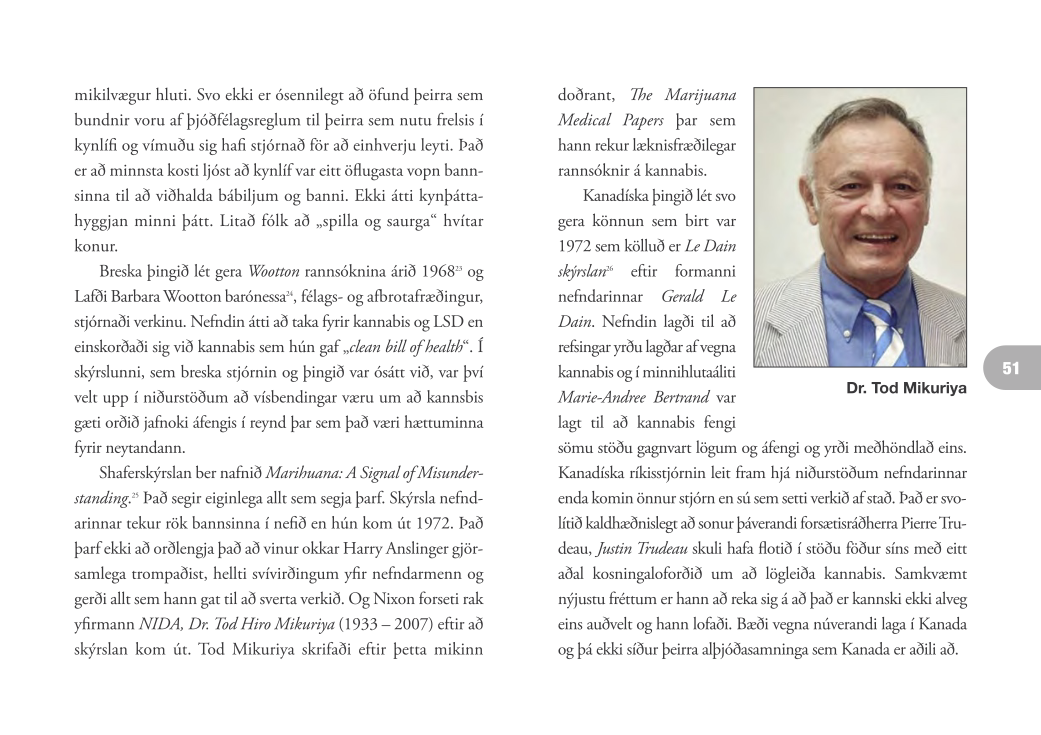 mikilvægur hluti. Svo ekki er ósennilegt að öfund þeirra sem
bundnir voru af þjóðfélagsreglum til þeirra sem nutu frelsis í
kynlífi og vímuðu sig hafi stjórnað för að einhverju leyti. Það
er að minnsta kosti ljóst að kynlíf var eitt öflugasta vopn bann-
sinna til að viðhalda bábiljum og banni. Ekki átti kynþátta-
hyggjan minni þátt. Litað fólk að „spilla og saurga“ hvítar
konur.
Breska þingið lét gera Wootton rannsóknina árið 1968²³ og
Lafði Barbara Wootton barónessa²⁴, félags- og afbrotafræðingur,
stjórnaði verkinu. Nefndin átti að taka fyrir kannabis og LSD en
einskorðaði sig við kannabis sem hún gaf „clean bill of health“. Í
skýrslunni, sem breska stjórnin og þingið var ósátt við, var því
velt upp í niðurstöðum að vísbendingar væru um að kannsbis
gæti orðið jafnoki áfengis í reynd þar sem það væri hættuminna
fyrir neytandann.
Shaferskýrslan ber nafnið Marihuana: A Signal of Misunder-
standing.²⁵ Það segir eiginlega allt sem segja þarf. Skýrsla nefnd-
arinnar tekur rök bannsinna í nefið en hún kom út 1972. Það
þarf ekki að orðlengja það að vinur okkar Harry Anslinger gjör-
samlega trompaðist, hellti svívirðingum yfir nefndarmenn og
gerði allt sem hann gat til að sverta verkið. Og Nixon forseti rak
yfirmann NIDA, Dr. Tod Hiro Mikuriya (1933 – 2007) eftir að
skýrslan kom út. Tod Mikuriya skrifaði eftir þetta mikinn
doðrant, The Marijuana
Medical Papers þar sem
hann rekur læknisfræðilegar
rannsóknir á kannabis.
Kanadíska þingið lét svo
gera könnun sem birt var
1972 sem kölluð er Le Dain
skýrslan²⁶ eftir formanni
nefndarinnar Gerald Le
Dain. Nefndin lagði til að
refsingar yrðu lagðar af vegna
kannabis og í minnihlutaáliti
Marie-Andree Bertrand var
lagt til að kannabis fengi
sömu stöðu gagnvart lögum og áfengi og yrði meðhöndlað eins.
Kanadíska ríkisstjórnin leit fram hjá niðurstöðum nefndarinnar
enda komin önnur stjórn en sú sem setti verkið af stað. Það er svo-
lítið kaldhæðnislegt að sonur þáverandi forsætisráðherra Pierre Tru-
deau, Justin Trudeau skuli hafa flotið í stöðu föður síns með eitt
aðal kosningaloforðið um að lögleiða kannabis. Samkvæmt
nýjustu fréttum er hann að reka sig á að það er kannski ekki alveg
eins auðvelt og hann lofaði. Bæði vegna núverandi laga í Kanada
og þá ekki síður þeirra alþjóðasamninga sem Kanada er aðili að.
Dr. Tod Mikuriya
51